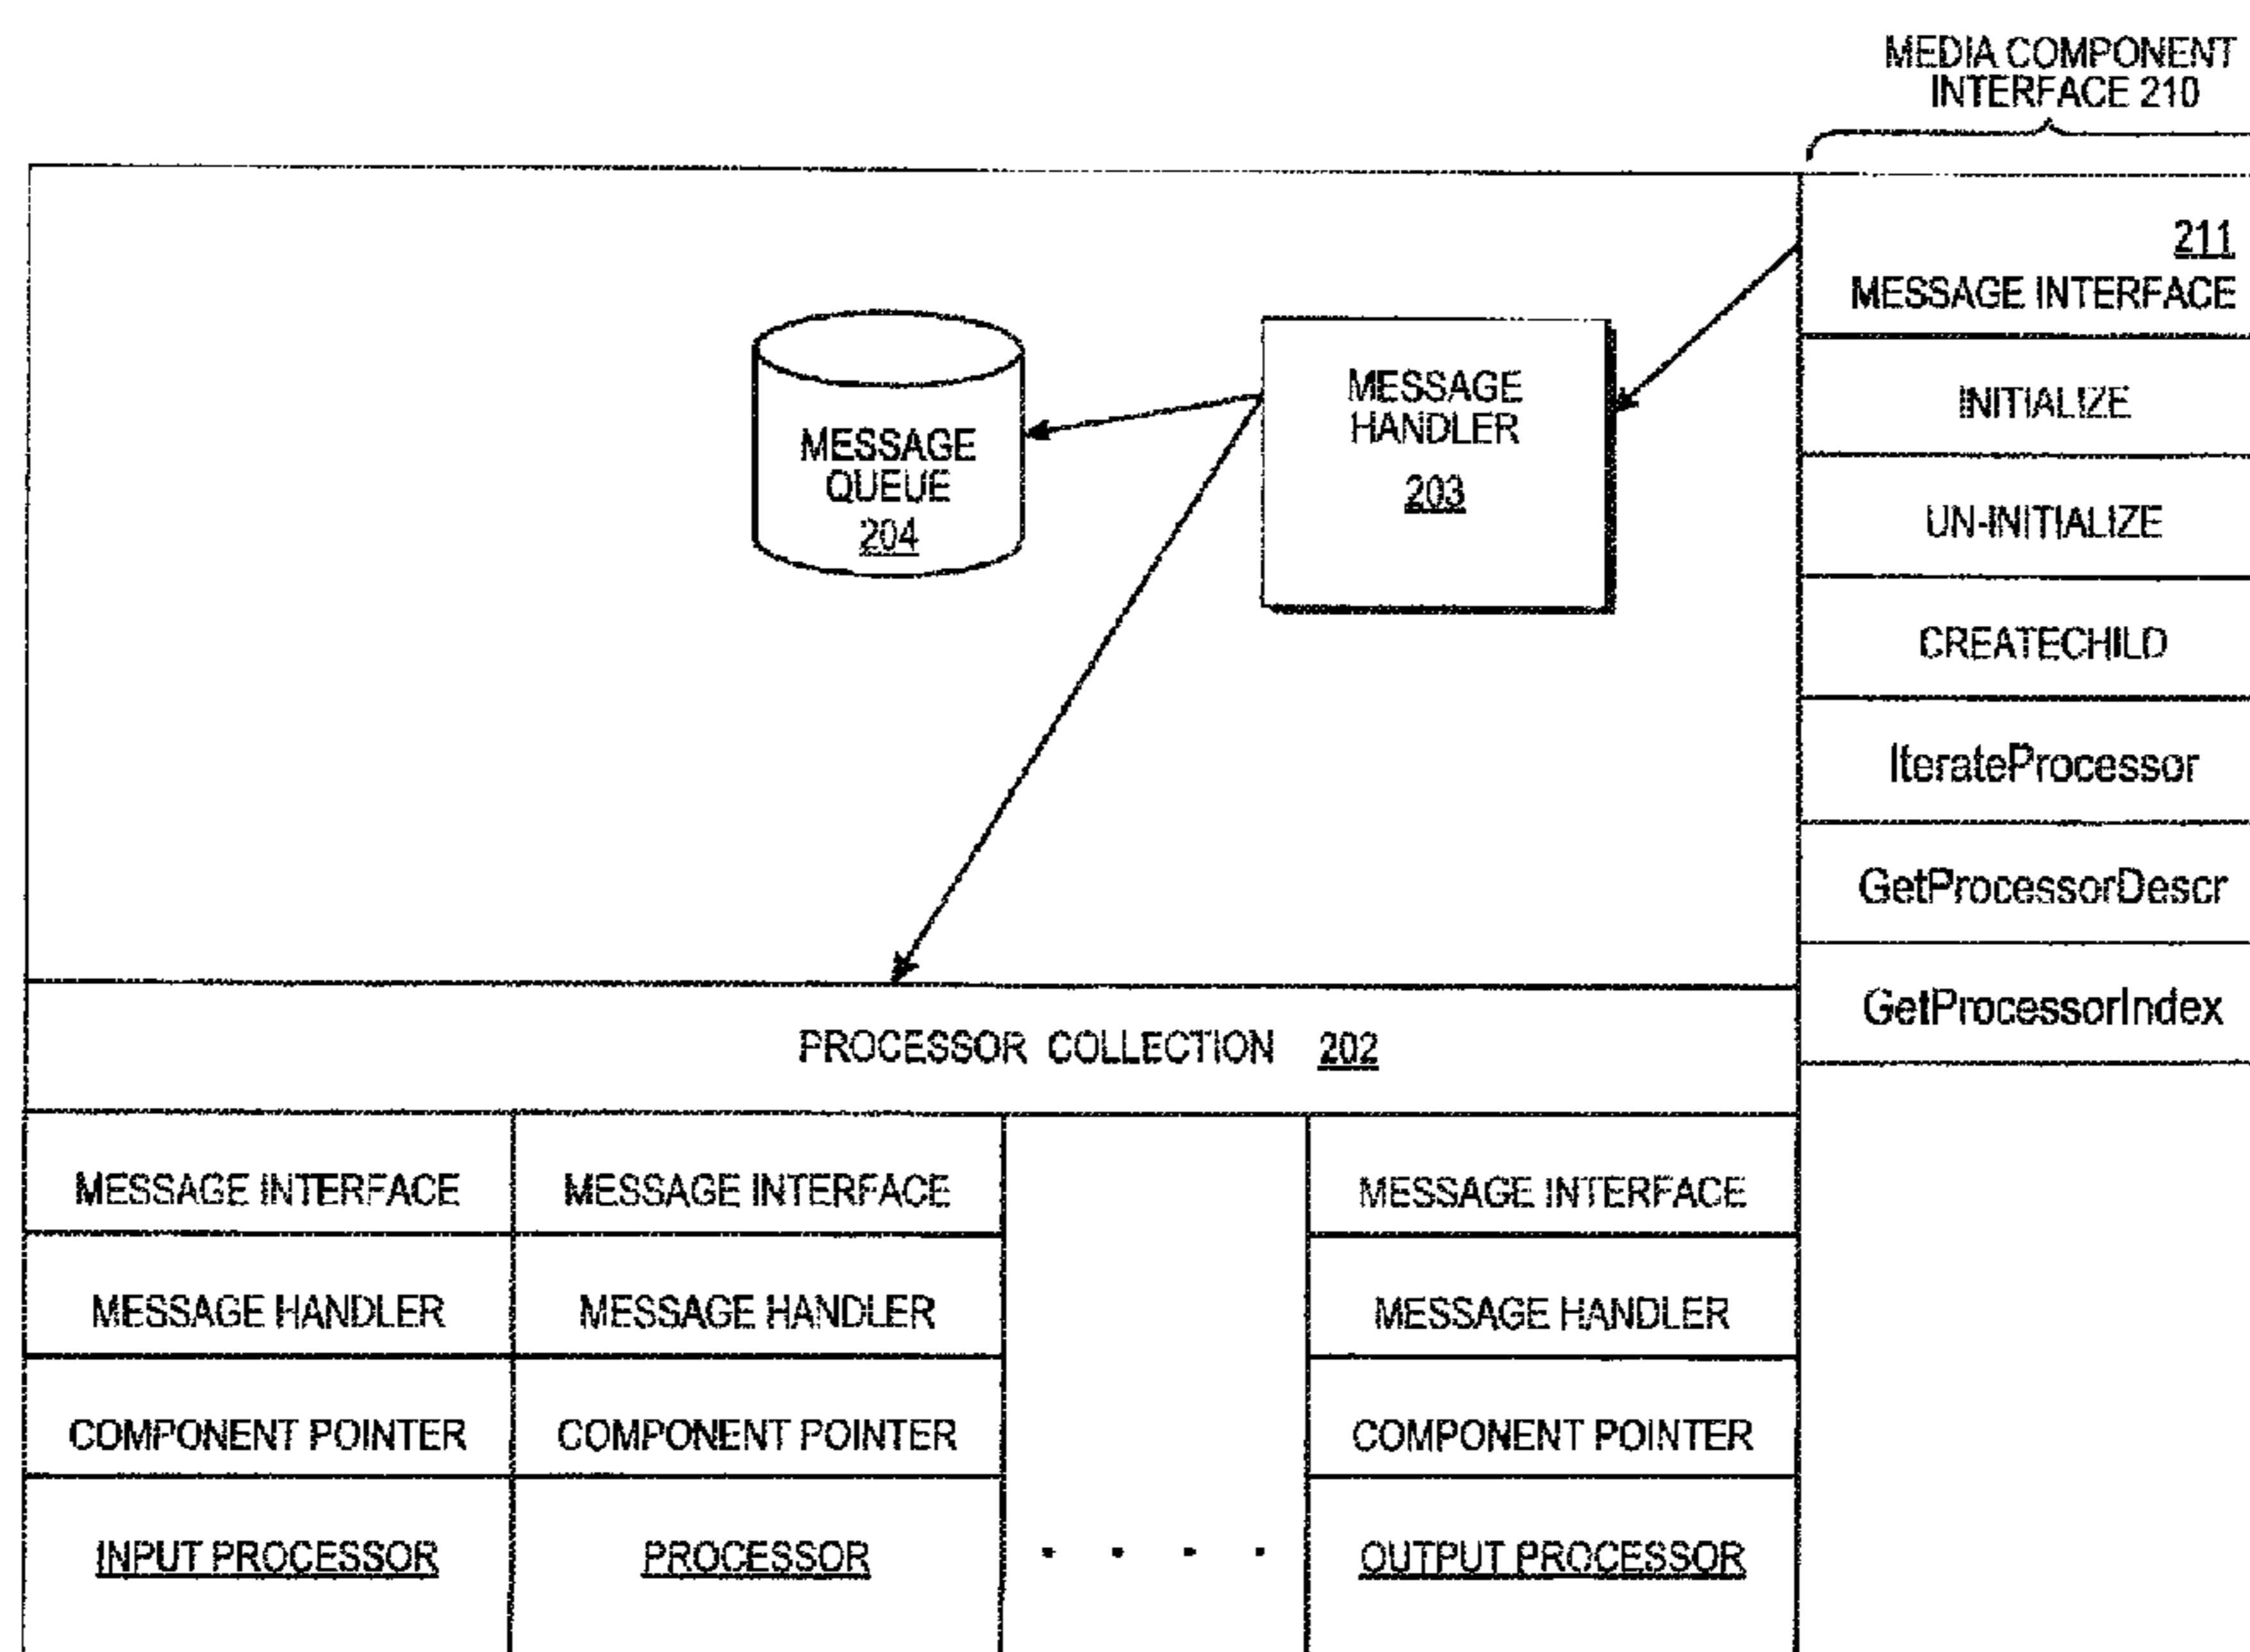 MEDIA COMPONENT
INTERFACE 210
211
MESSAGE INTERFACE
INITIALIZE
UN-INITIALIZE
CREATECHILD
IterateProcessor
GetProcessorDescr
GetProcessorIndex
MESSAGE
HANDLER
203
MESSAGE
QUEUE
204
PROCESSOR COLLECTION 202
MESSAGE INTERFACE
MESSAGE HANDLER
COMPONENT POINTER
INPUT PROCESSOR
MESSAGE INTERFACE
MESSAGE HANDLER
COMPONENT POINTER
PROCESSOR
. . . .
MESSAGE INTERFACE
MESSAGE HANDLER
COMPONENT POINTER
OUTPUT PROCESSOR